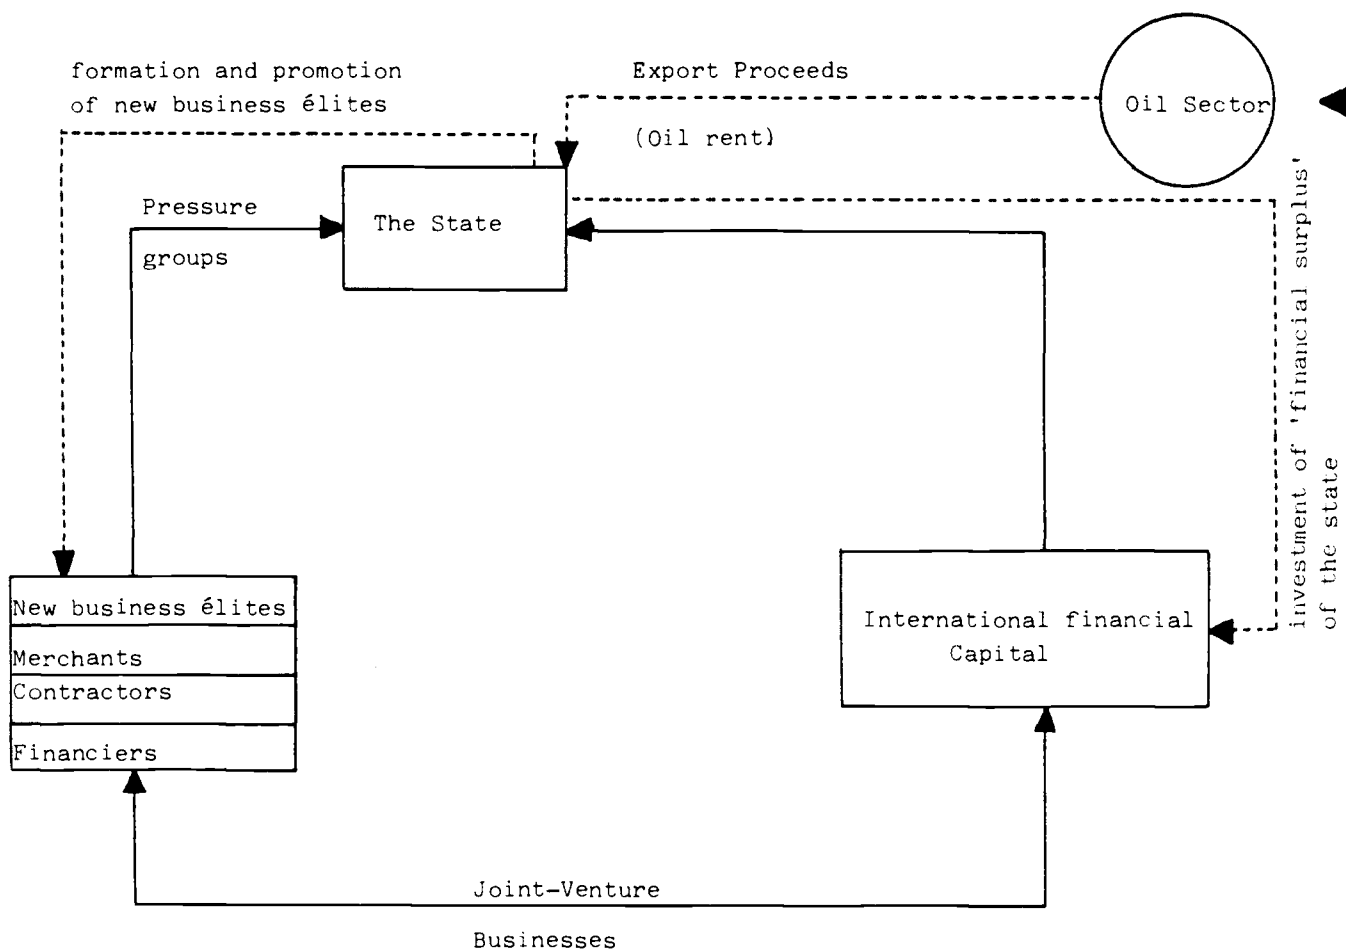 formation and promotion
of new business élites
Export Proceeds
(Oil rent)
Oil Sector
Pressure
groups
The State
investment of 'financial surplus'
of the state
New business élites
Merchants
Contractors
Financiers
International financial
Capital
Joint-Venture
Businesses